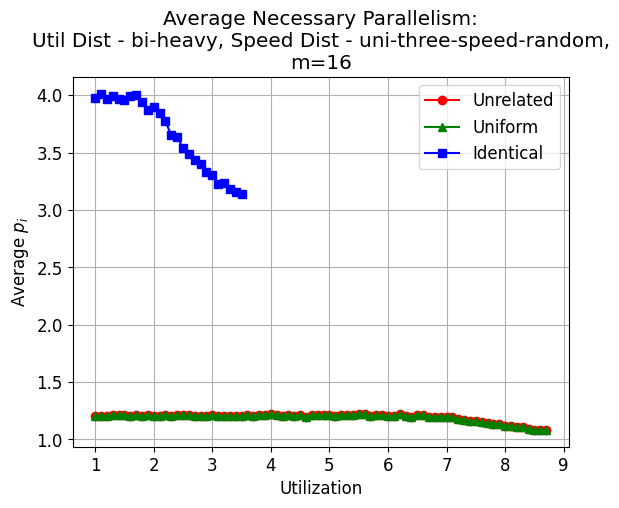 Average Necessary Parallelism:
Util Dist - bi-heavy, Speed Dist - uni-three-speed-random,
m=16
Unrelated
Uniform
Identical
Average p_i
4.0
3.5
3.0
2.5
2.0
1.5
1.0
1 2 3 4 5 6 7 8 9
Utilization